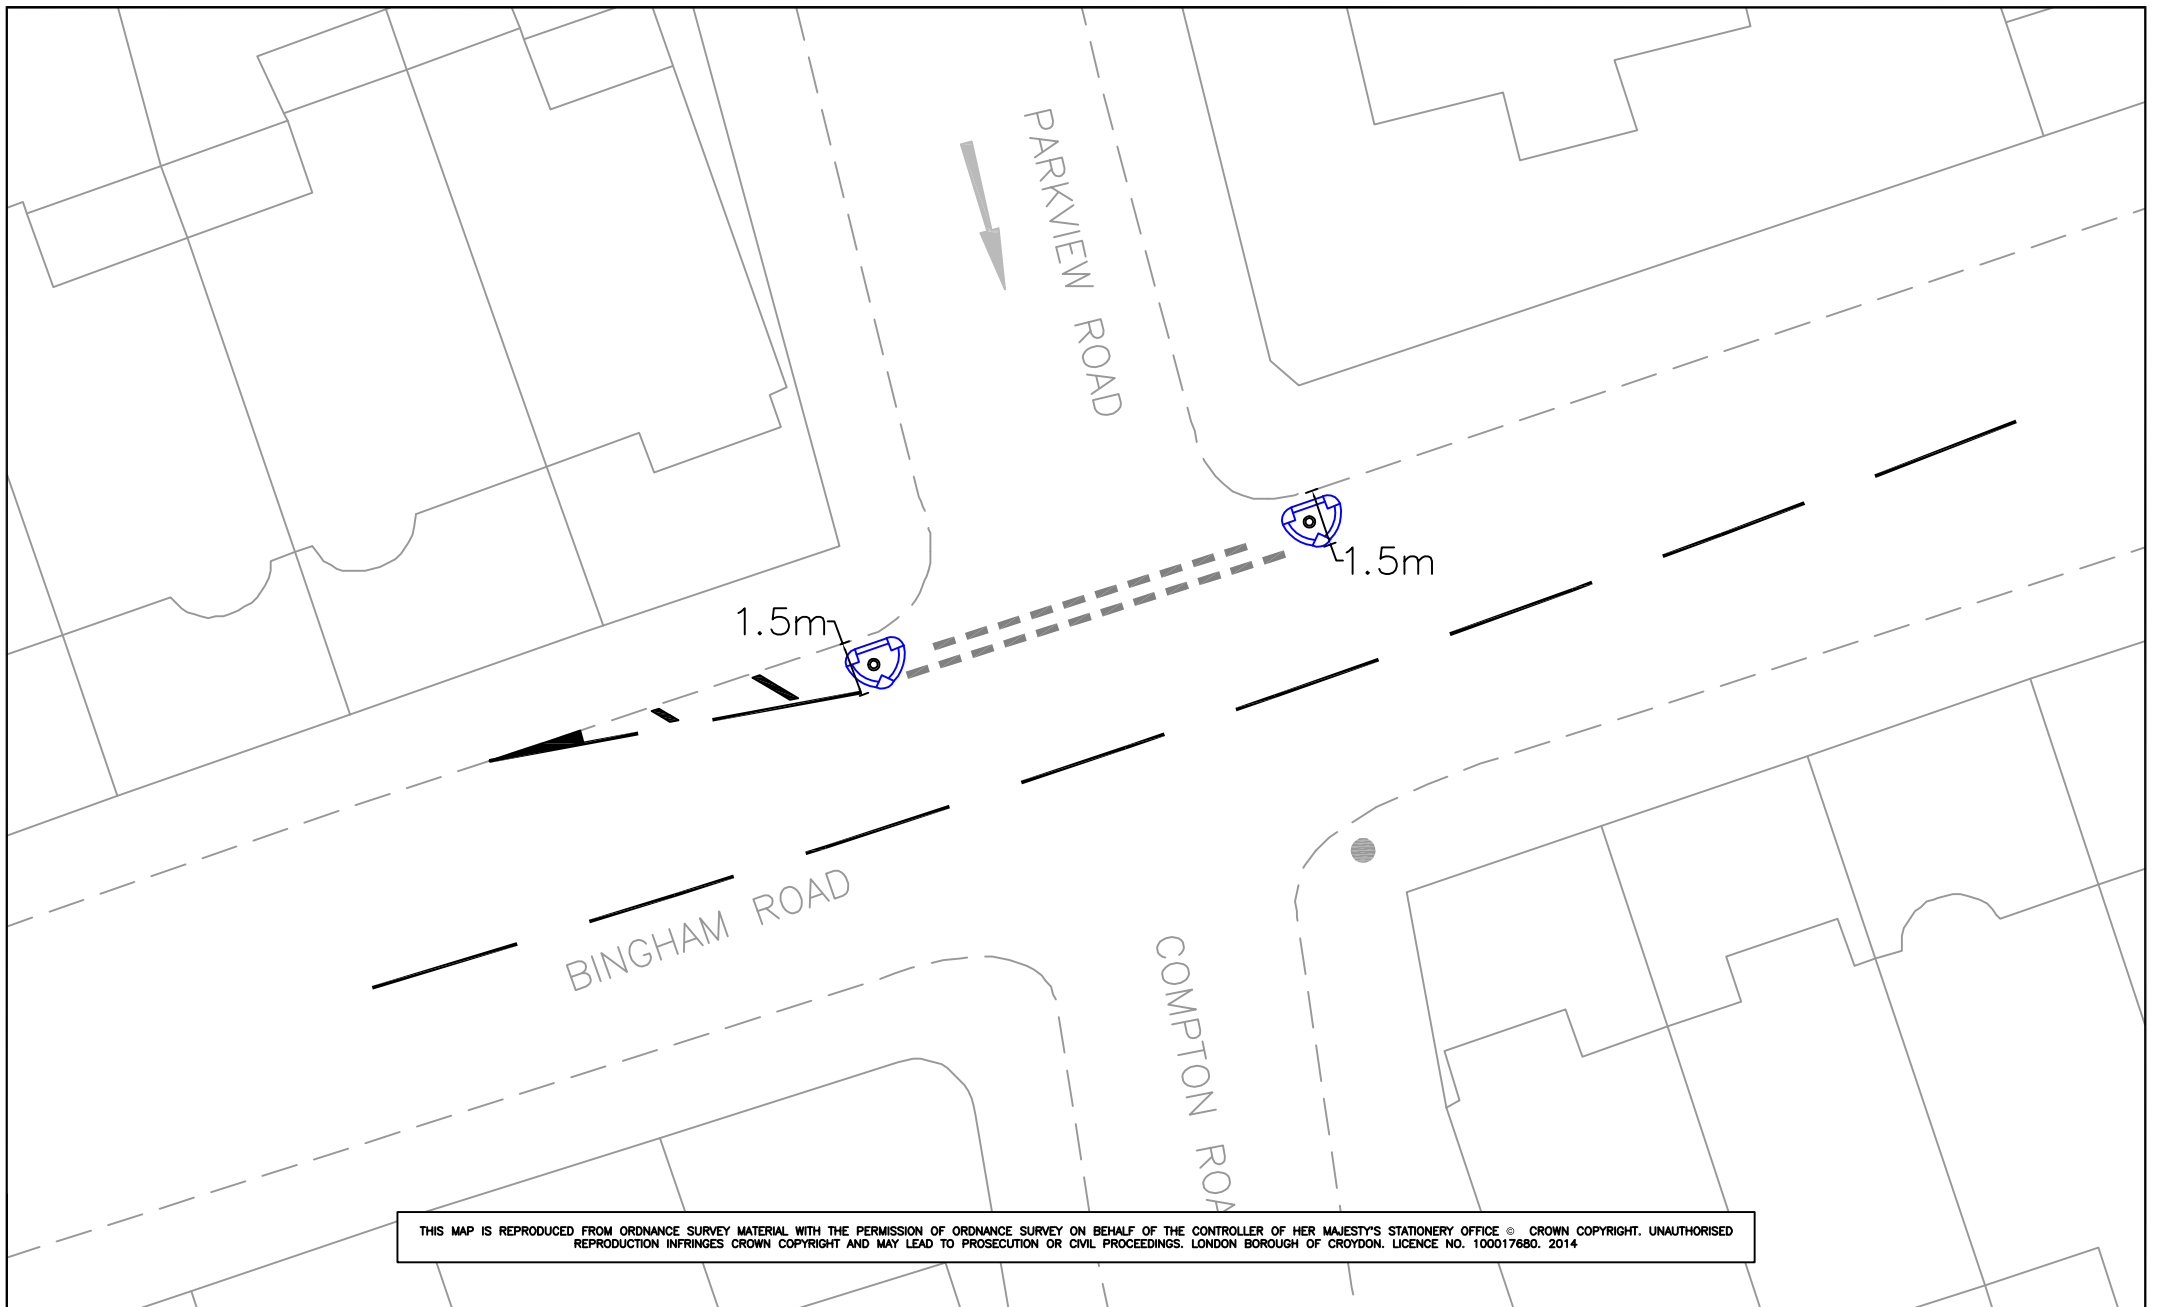 PARKVIEW ROAD
1.5m
1.5m
BINGHAM ROAD
COMPTON ROA
THIS MAP IS REPRODUCED FROM ORDNANCE SURVEY MATERIAL WITH THE PERMISSION OF ORDNANCE SURVEY ON BEHALF OF THE CONTROLLER OF HER MAJESTY'S STATIONERY OFFICE © CROWN COPYRIGHT. UNAUTHORISED
REPRODUCTION INFRINGES CROWN COPYRIGHT AND MAY LEAD TO PROSECUTION OR CIVIL PROCEEDINGS. LONDON BOROUGH OF CROYDON. LICENCE NO. 100017680. 2014